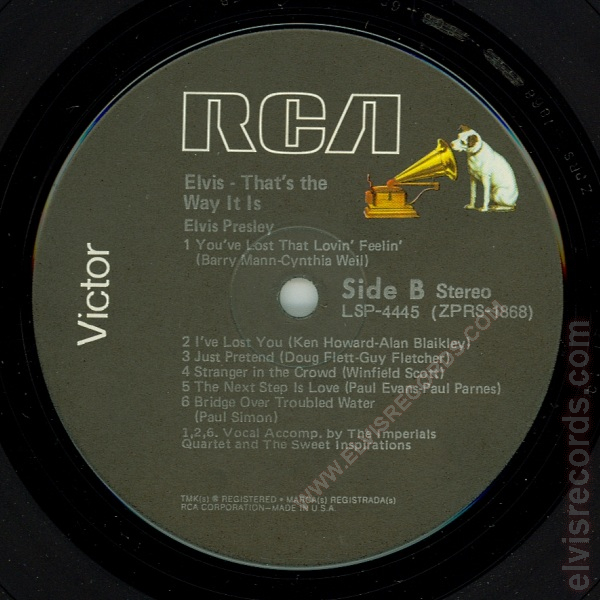 RCA
Elvis - That's the
Way It Is
Elvis Presley
1 You've Lost That Lovin' Feelin'
(Barry Mann-Cynthia Weil)
Victor
Side B Stereo
LSP-4445 (ZPRS-1868)
2 I've Lost You (Ken Howard-Alan Blaikley)
3 Just Pretend (Doug Flett-Guy Fletcher)
4 Stranger in the Crowd (Winfield Scott)
5 The Next Step Is Love (Paul Evans-Paul Parnes)
6 Bridge Over Troubled Water
(Paul Simon)
1,2,6. Vocal Accomp. by The Imperials
Quartet and The Sweet Inspirations
TMK(s) ® REGISTERED • MARCA(s) REGISTRADA(s)
RCA CORPORATION—MADE IN U.S.A.
WWW.ELVISRECORDS.COM
elvisrecords.com